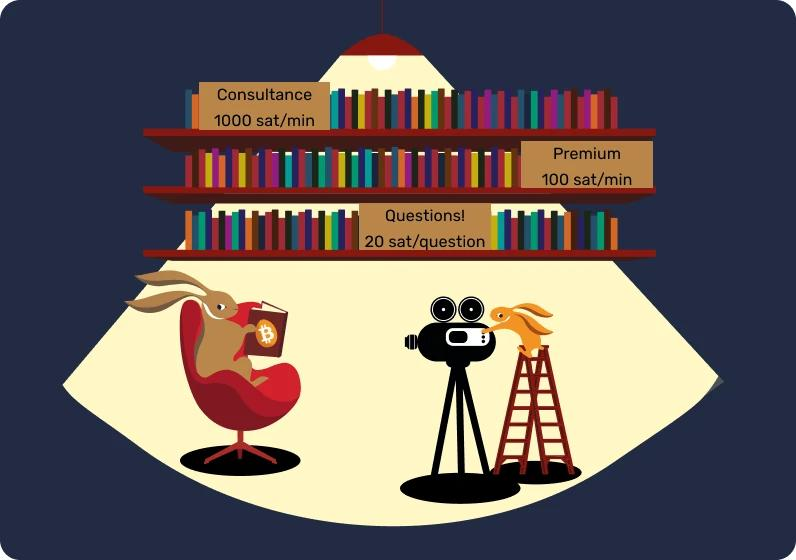 Consultance
1000 sat/min
Premium
100 sat/min
Questions!
20 sat/question
₿